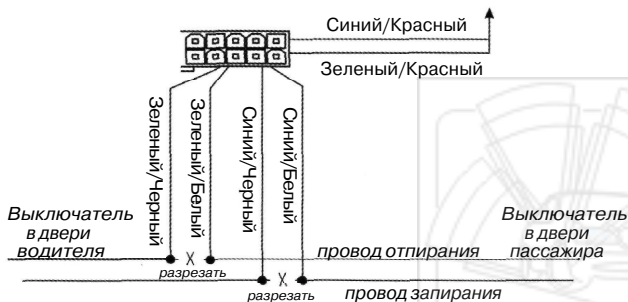 Синий/Красный
Зеленый/Красный
Зеленый/Черный
Зеленый/Белый
Синий/Черный
Синий/Белый
Выключатель
в двери
водителя
Выключатель
в двери
пассажира
разрезать
провод отпирания
разрезать
провод запирания